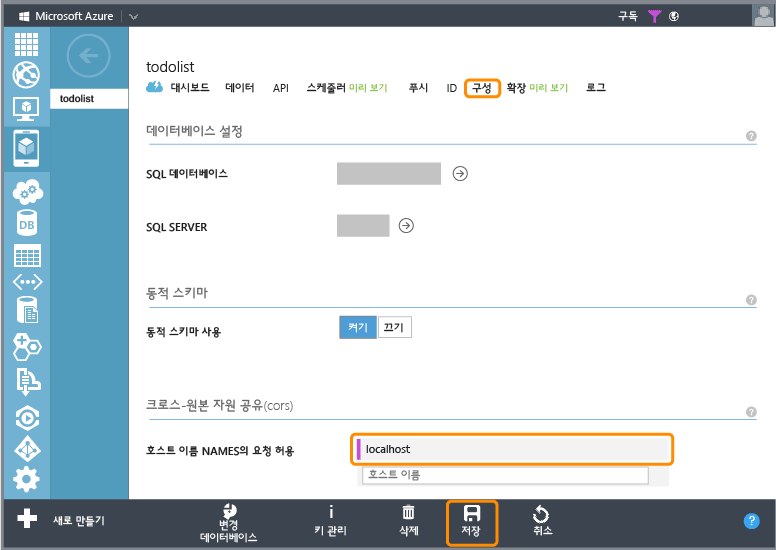 Microsoft Azure
구독
todolist
todolist
대시보드 데이터 API 스케줄러 미리 보기 푸시 ID 구성 확장 미리 보기 로그
데이터베이스 설정
?
SQL 데이터베이스
DB
SQL SERVER
동적 스키마
?
동적 스키마 사용 켜기 끄기
크로스-원본 자원 공유(cors)
?
호스트 이름 NAMES의 요청 허용 localhost
호스트 이름
새로 만들기
변경
데이터베이스
키 관리
삭제
저장
취소
?